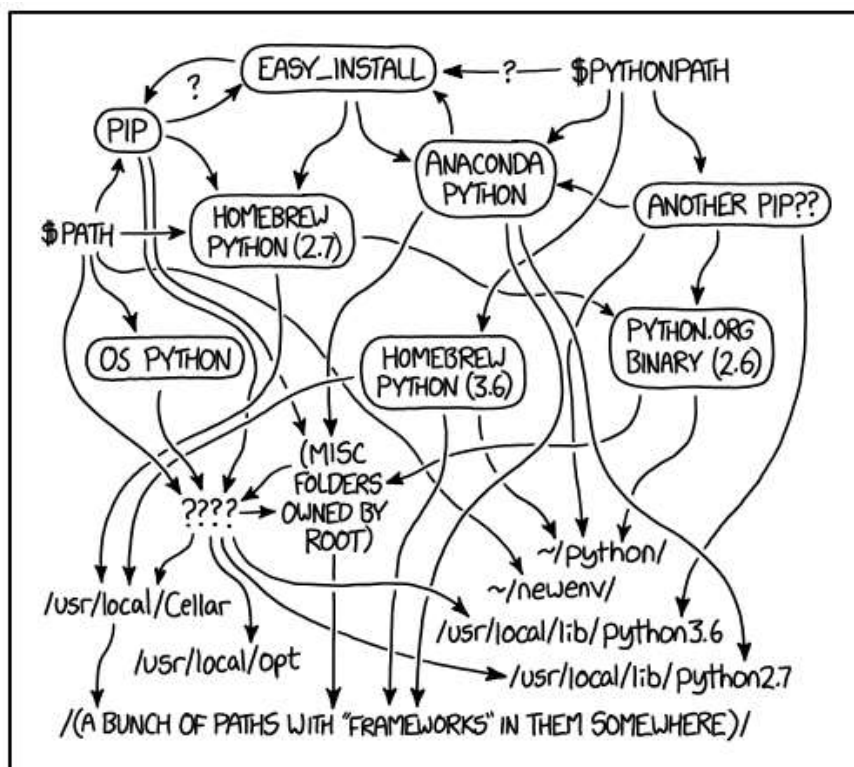 EASY_INSTALL
?
$PYTHONPATH
?
PIP
ANACONDA
PYTHON
ANOTHER PIP??
HOMEBREW
PYTHON (2.7)
$PATH
OS PYTHON
HOMEBREW
PYTHON (3.6)
PYTHON.ORG
BINARY (2.6)
(MISC
FOLDERS
OWNED BY
ROOT)
????
~/python/
~/newenv/
/usr/local/Cellar
/usr/local/lib/python3.6
/usr/local/opt
/usr/local/lib/python2.7
/(A BUNCH OF PATHS WITH "FRAMEWORKS" IN THEM SOMEWHERE)/